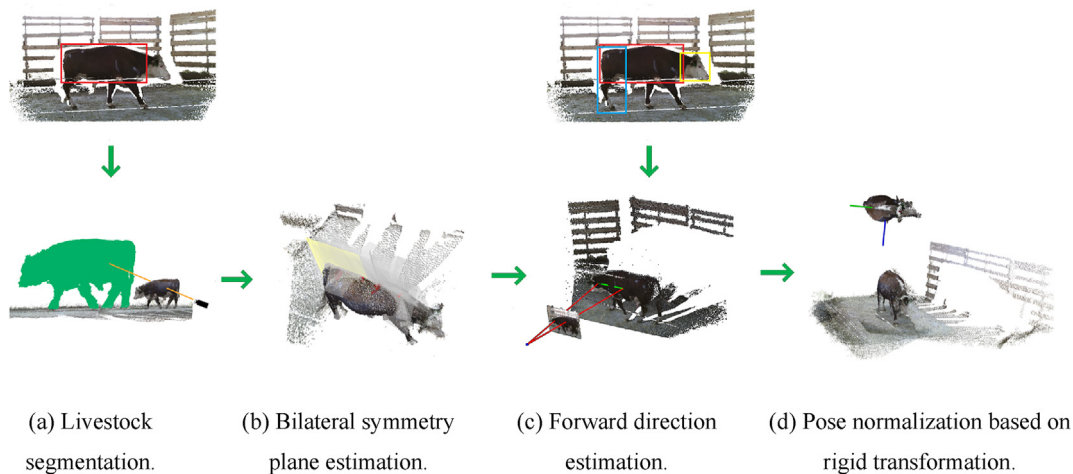 (a) Livestock
segmentation.
(b) Bilateral symmetry
plane estimation.
(c) Forward direction
estimation.
(d) Pose normalization based on
rigid transformation.